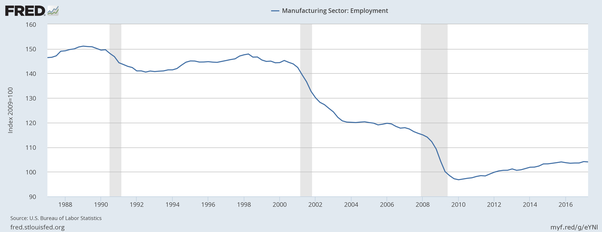 FRED
Manufacturing Sector: Employment
160
150
140
130
120
110
100
90
Index 2009=100
1988 1990 1992 1994 1996 1998 2000 2002 2004 2006 2008 2010 2012 2014 2016
Source: U.S. Bureau of Labor Statistics
fred.stlouisfed.org myf.red/g/eYNI